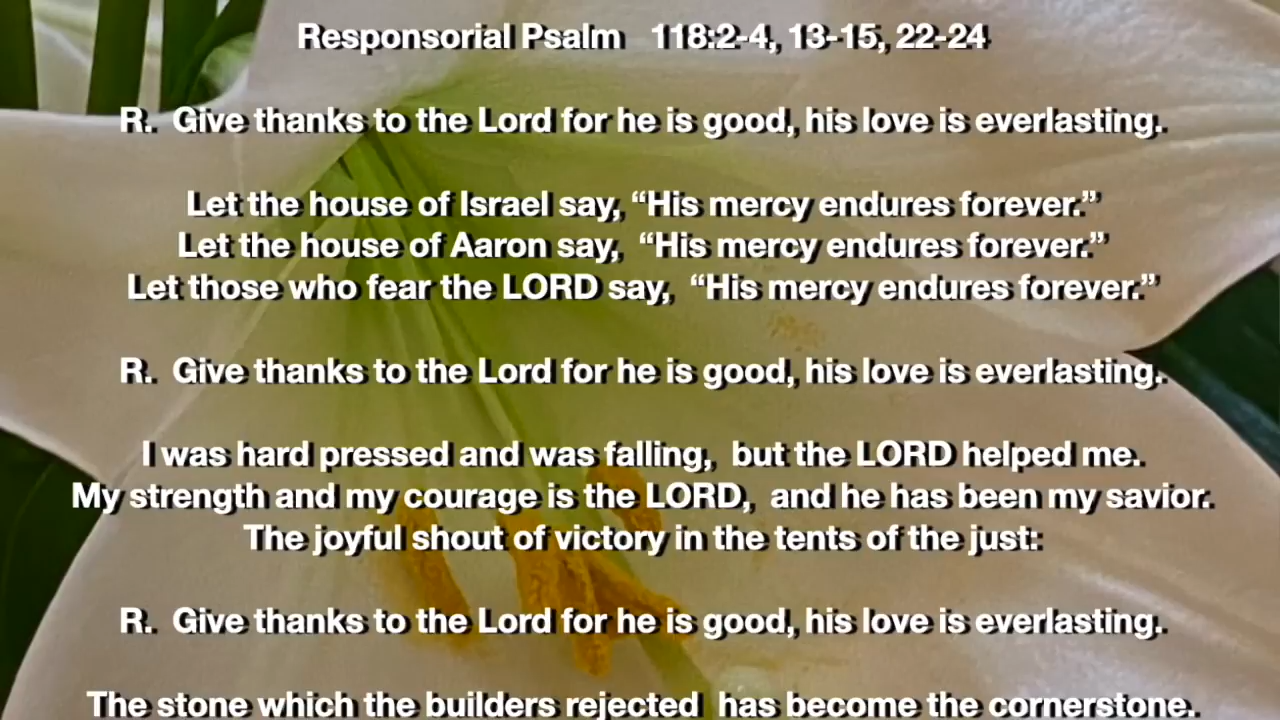 Responsorial Psalm 118:2-4, 13-15, 22-24
R. Give thanks to the Lord for he is good, his love is everlasting.
Let the house of Israel say, “His mercy endures forever.”
Let the house of Aaron say, “His mercy endures forever.”
Let those who fear the LORD say, “His mercy endures forever.”
R. Give thanks to the Lord for he is good, his love is everlasting.
I was hard pressed and was falling, but the LORD helped me.
My strength and my courage is the LORD, and he has been my savior.
The joyful shout of victory in the tents of the just:
R. Give thanks to the Lord for he is good, his love is everlasting.
The stone which the builders rejected has become the cornerstone.